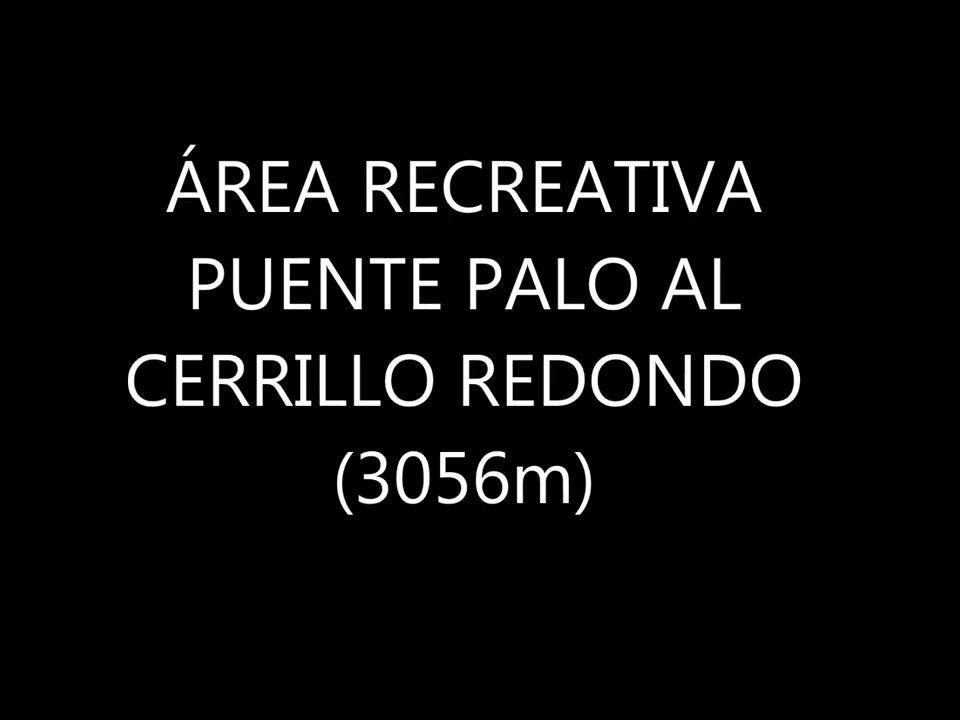 ÁREA RECREATIVA
PUENTE PALO AL
CERRILLO REDONDO
(3056m)